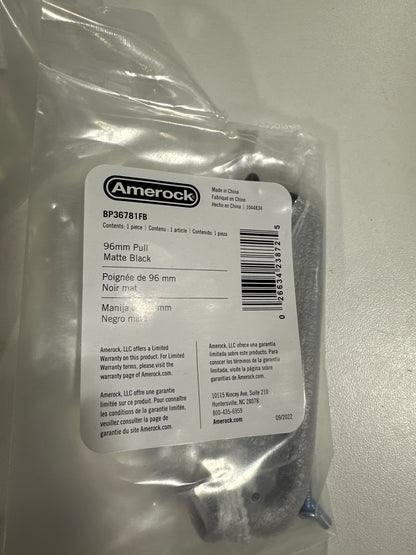 Amerock
Made in China
Fabriqué en Chine
Hecho en China | 1044834
BP36781FB
Contents: 1 piece | Contenu : 1 article | Contenido: 1 pieza
96mm Pull
Matte Black
Poignée de 96 mm
Noir mat
Manija mm
Negro
0 26634 23872 5
Amerock, LLC offers a Limited
Warranty on this product. For Limited
Warranty terms, please visit the
warranty page of Amerock.com.
Amerock, LLC offre une garantie
limitée sur ce produit. Pour connaître
les conditions de la garantie limitée,
veuillez consulter la page de
garantie du site Amerock.com.
Amerock, LLC ofrece una garantía
limitada sobre este producto. Para
conocer los términos de la garantía
limitada, visite la página sobre
garantías de Amerock.com.
10115 Kincey Ave, Suite 210
Huntersville, NC 28078
800-435-6959
09/2022